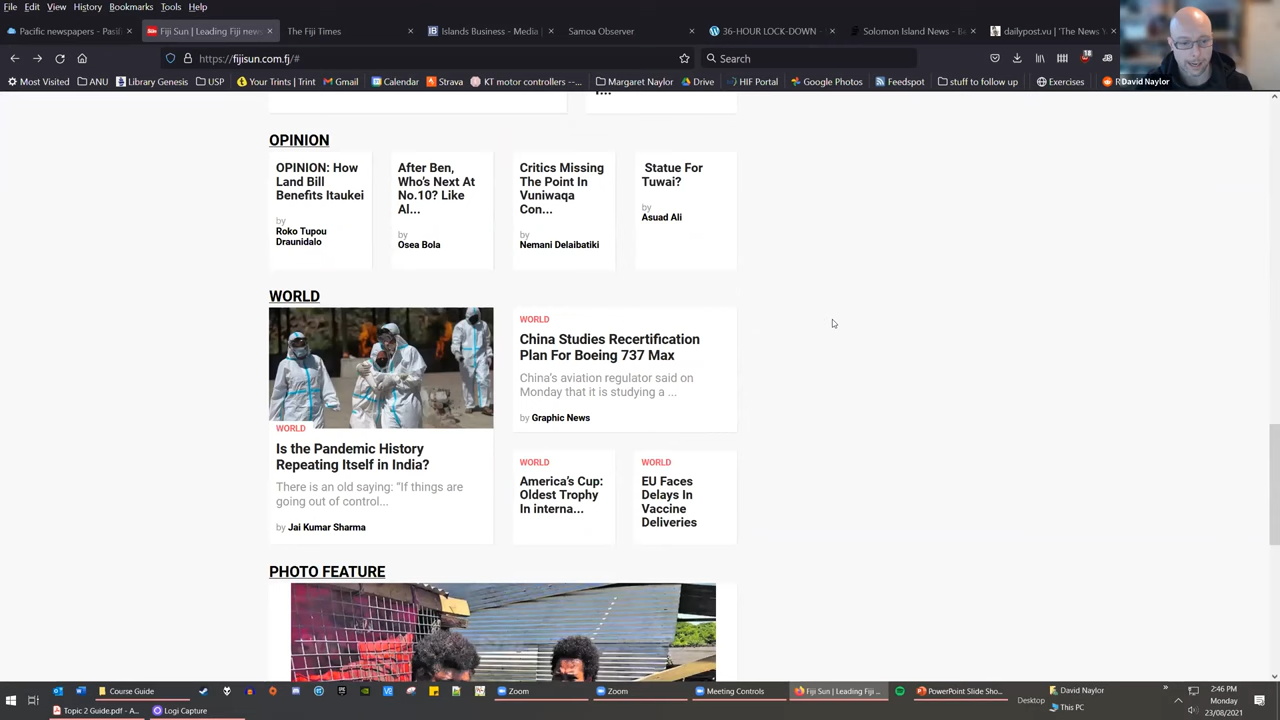 File Edit View History Bookmarks Tools Help
Pacific newspapers - Pasifi
Fiji Sun | Leading Fiji news
The Fiji Times
Islands Business - Media |
Samoa Observer
36-HOUR LOCK-DOWN -
Solomon Island News - B
dailypost.vu | 'The News
https://fijisun.com.fj/#
Search
Most Visited
ANU
Library Genesis
USP
Your Trints | Trint
Gmail
Calendar
Strava
KT motor controllers --...
Margaret Naylor
Drive
HIF Portal
Google Photos
Feedspot
stuff to follow up
Exercises
David Naylor
OPINION
OPINION: How
Land Bill
Benefits Itaukei
by
Roko Tupou
Draunidalo
After Ben,
Who's Next At
No.10? Like
Al...
by
Osea Bola
Critics Missing
The Point In
Vuniwaqa
Con...
by
Nemani Delaibatiki
Statue For
Tuwai?
by
Asuad Ali
WORLD
WORLD
Is the Pandemic History
Repeating Itself in India?
There is an old saying: “If things are
going out of control...
by Jai Kumar Sharma
WORLD
China Studies Recertification
Plan For Boeing 737 Max
China’s aviation regulator said on
Monday that it is studying a ...
by Graphic News
WORLD
America’s Cup:
Oldest Trophy
In interna...
WORLD
EU Faces
Delays In
Vaccine
Deliveries
PHOTO FEATURE
Course Guide
Zoom
Zoom
Meeting Controls
Fiji Sun | Leading Fiji ...
PowerPoint Slide Sho...
Desktop
David Naylor
This PC
2:46 PM
Monday
23/08/2021
Topic 2 Guide.pdf - A...
Logi Capture